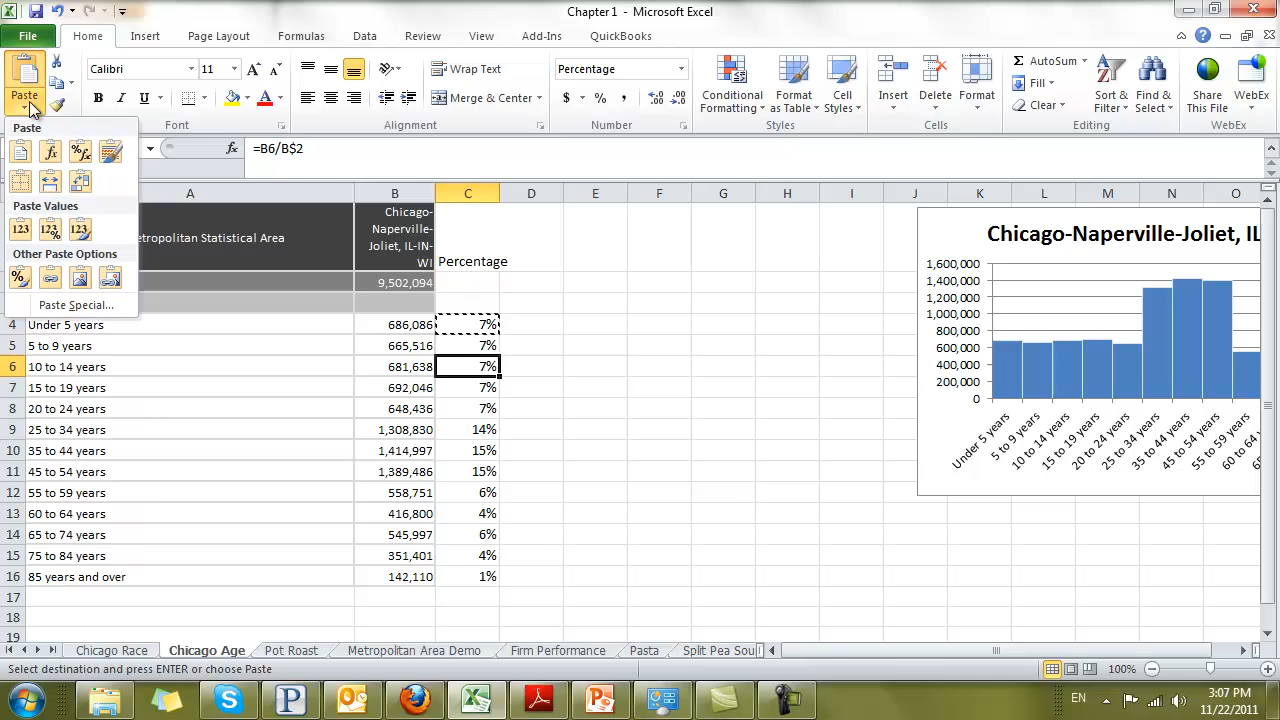 Chapter1 - Microsoft Excel
File Home Insert Page Layout Formulas Data Review View Add-Ins QuickBooks
Paste
Calibri 11
B I U
Font
Wrap Text
Merge & Center
Alignment
Percentage
$ % ,
Number
Conditional Formatting
Format as Table
Cell Styles
Styles
Insert Delete Format
Cells
AutoSum
Fill
Clear
Sort & Filter
Find & Select
Editing
Share This File
WebEx
WebEx
Paste
Paste Values
Other Paste Options
Paste Special...
fx =B6/B$2
A B C D E F G H I J K L M N O
etropolitan Statistical Area
Chicago-
Naperville-
Joliet, IL-IN-
WI
Percentage
9,502,094
4 Under 5 years 686,086 7%
5 5 to 9 years 665,516 7%
6 10 to 14 years 681,638 7%
7 15 to 19 years 692,046 7%
8 20 to 24 years 648,436 7%
9 25 to 34 years 1,308,830 14%
10 35 to 44 years 1,414,997 15%
11 45 to 54 years 1,389,486 15%
12 55 to 59 years 558,751 6%
13 60 to 64 years 416,800 4%
14 65 to 74 years 545,997 6%
15 75 to 84 years 351,401 4%
16 85 years and over 142,110 1%
17
18
19
Chicago-Naperville-Joliet, IL
1,600,000
1,400,000
1,200,000
1,000,000
800,000
600,000
400,000
200,000
0
Under 5 years
5 to 9 years
10 to 14 years
15 to 19 years
20 to 24 years
25 to 34 years
35 to 44 years
45 to 54 years
55 to 59 years
60 to 64
Chicago Race Chicago Age Pot Roast Metropolitan Area Demo Firm Performance Pasta Split Pea Sou
Select destination and press ENTER or choose Paste
100%
EN
3:07 PM
11/22/2011